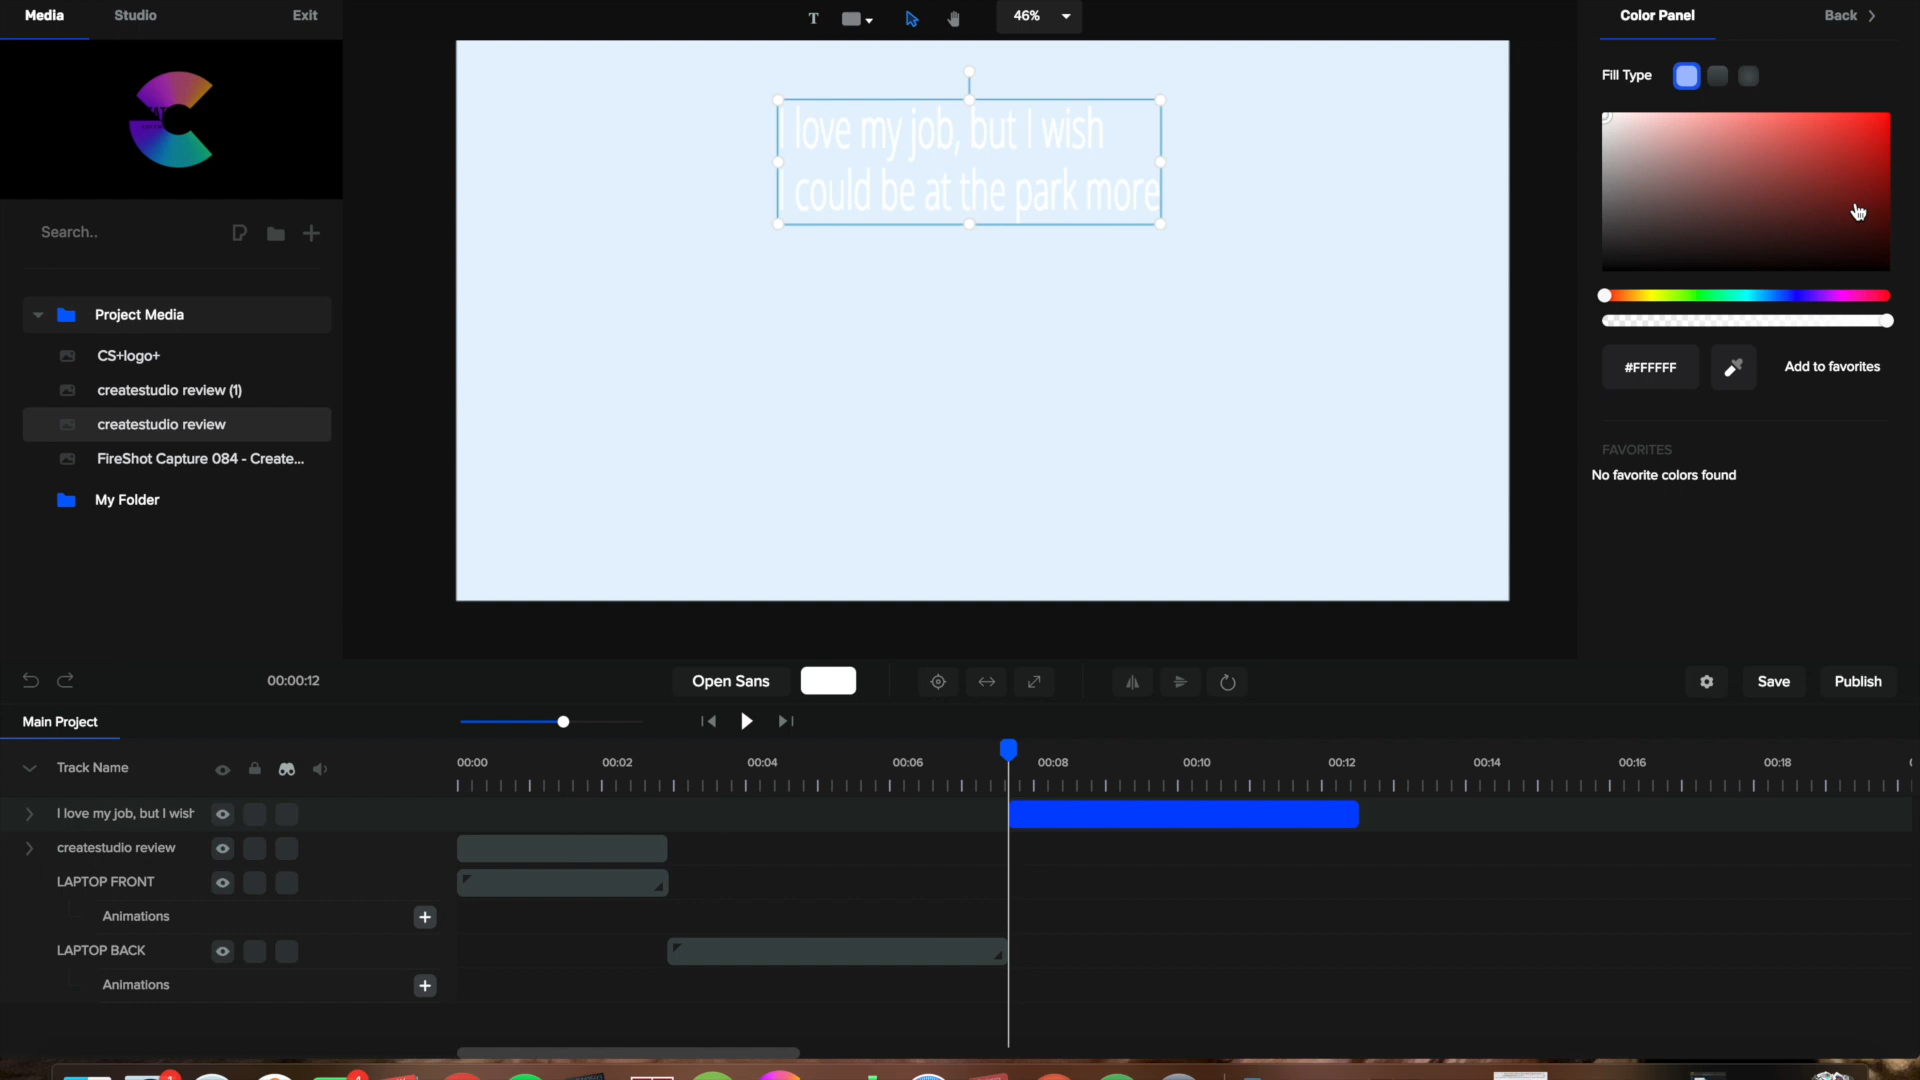 Media
Studio
Exit
T
46%
Color Panel
Back
Fill Type
I love my job, but I wish
I could be at the park more
Search..
Project Media
CS+logo+
createstudio review (1)
createstudio review
FireShot Capture 084 - Create...
My Folder
#FFFFFF
Add to favorites
FAVORITES
No favorite colors found
00:00:12
Open Sans
Save
Publish
Main Project
Track Name
00:00
00:02
00:04
00:06
00:08
00:10
00:12
00:14
00:16
00:18
I love my job, but I wish
createstudio review
LAPTOP FRONT
Animations
LAPTOP BACK
Animations